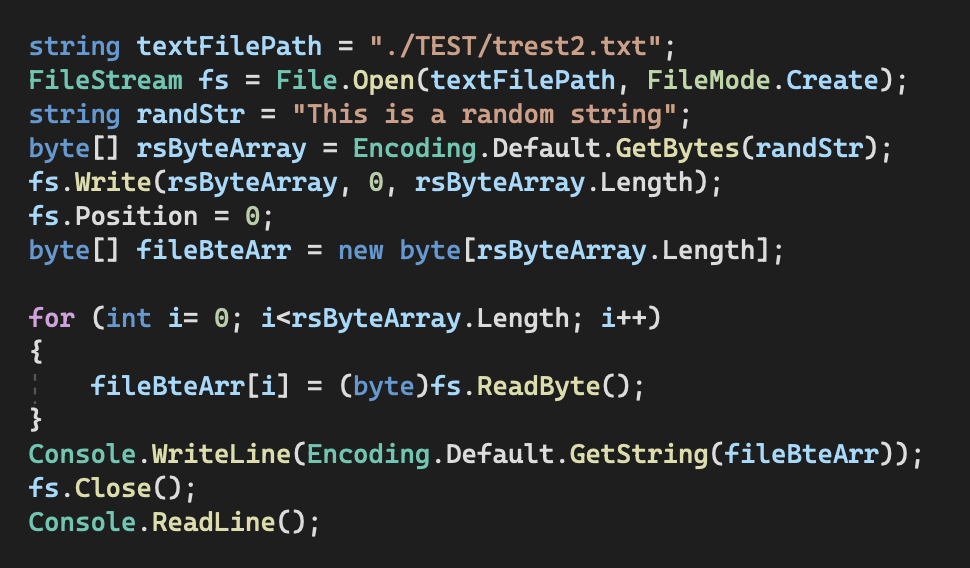 string textFilePath = "./TEST/trest2.txt";
FileStream fs = File.Open(textFilePath, FileMode.Create);
string randStr = "This is a random string";
byte[] rsByteArray = Encoding.Default.GetBytes(randStr);
fs.Write(rsByteArray, 0, rsByteArray.Length);
fs.Position = 0;
byte[] fileBteArr = new byte[rsByteArray.Length];

for (int i= 0; i<rsByteArray.Length; i++)
{
    fileBteArr[i] = (byte)fs.ReadByte();
}
Console.WriteLine(Encoding.Default.GetString(fileBteArr));
fs.Close();
Console.ReadLine();